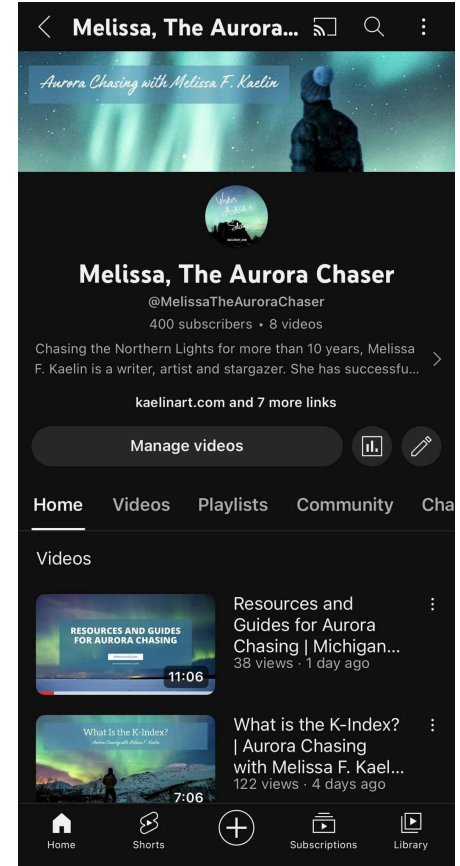 Melissa, The Aurora...
Aurora Chasing with Melissa F. Kaelin
Writer
Artist &
Melissa, The Aurora Chaser
@MelissaTheAuroraChaser
400 subscribers • 8 videos
Chasing the Northern Lights for more than 10 years, Melissa
F. Kaelin is a writer, artist and stargazer. She has successfu...
kaelinart.com and 7 more links
Manage videos
Home Videos Playlists Community Cha
Videos
RESOURCES AND GUIDES
FOR AURORA CHASING
11:06
Resources and
Guides for Aurora
Chasing | Michigan...
38 views · 1 day ago
What Is the K-Index?
Aurora Chasing with Melissa F. Kaelin
7:06
What is the K-Index?
| Aurora Chasing
with Melissa F. Kael...
122 views · 4 days ago
Home Shorts Subscriptions Library